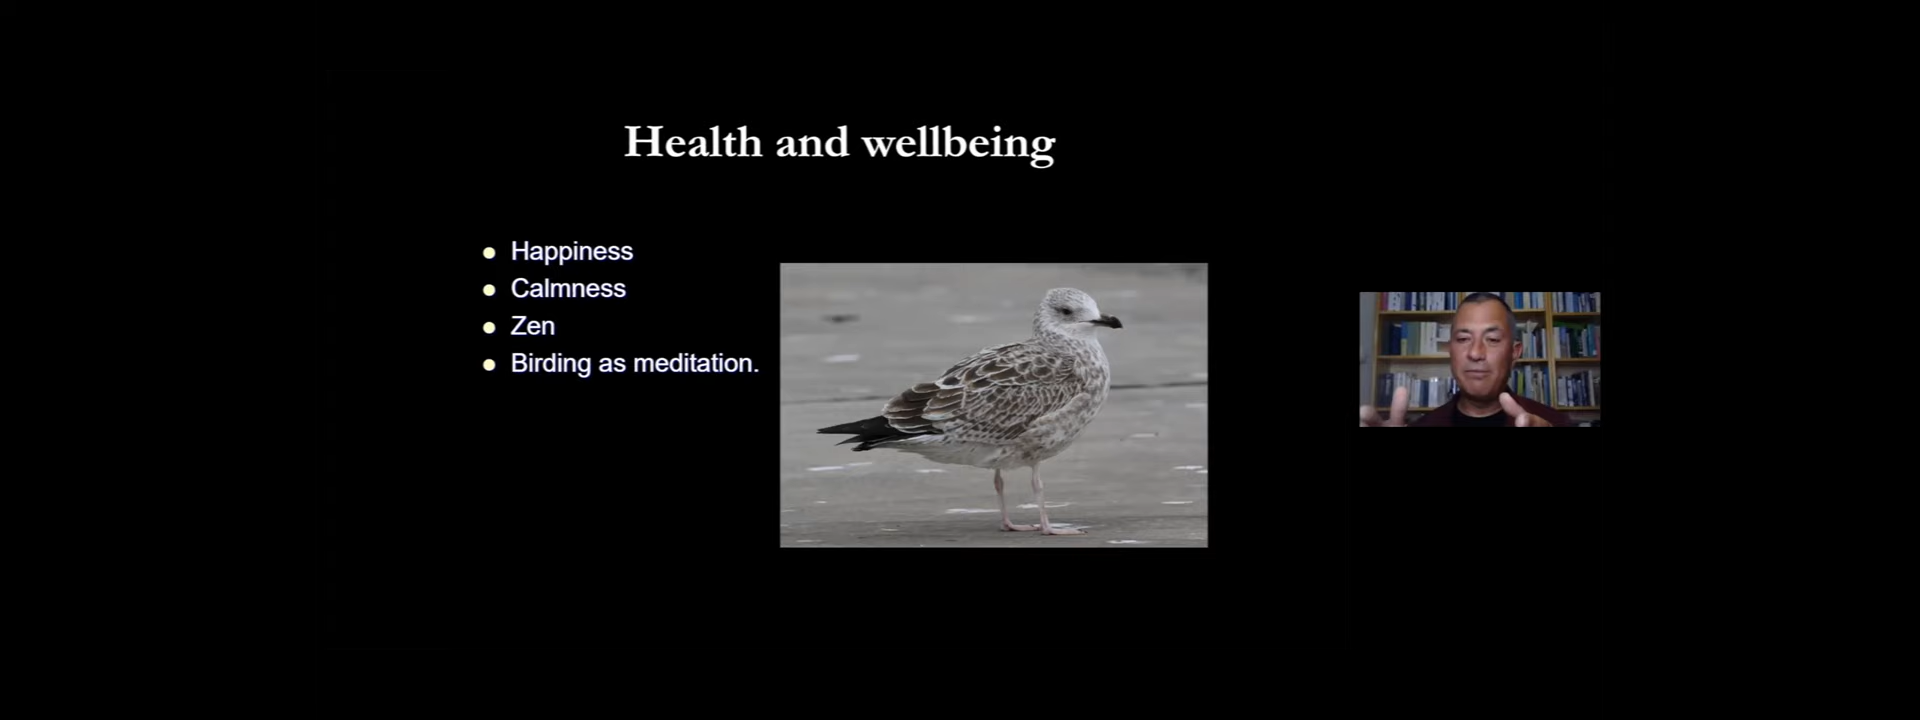 Health and wellbeing
Happiness
Calmness
Zen
Birding as meditation.